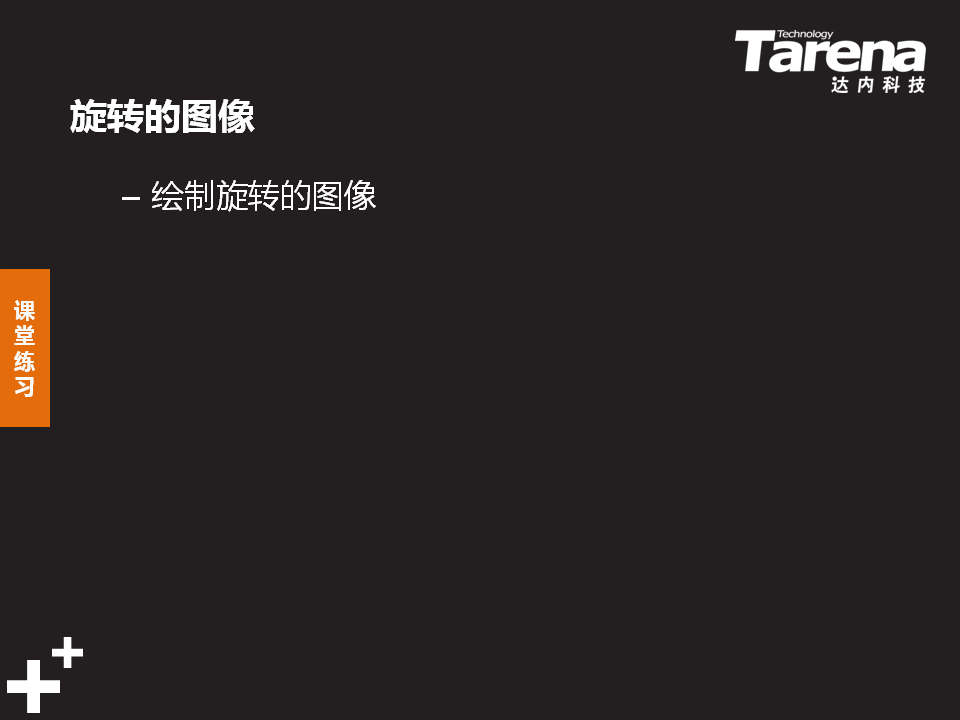 Technology
Tarena
达内科技
旋转的图像
– 绘制旋转的图像
课
堂
练
习